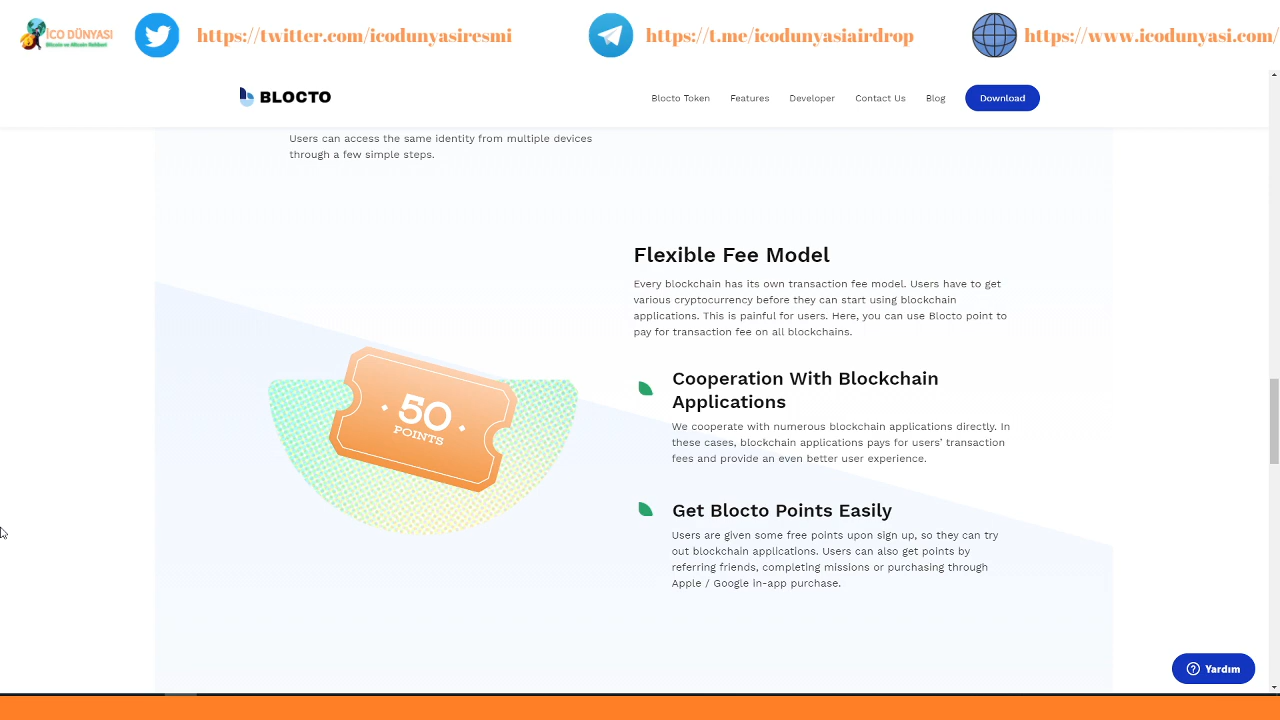 İCO DÜNYASI
Bitcoin ve Altcoin Rehberi
https://twitter.com/icodunyasiresmi
https://t.me/icodunyasiairdrop
https://www.icodunyasi.com/
BLOCTO
Blocto Token
Features
Developer
Contact Us
Blog
Download
Users can access the same identity from multiple devices
through a few simple steps.
Flexible Fee Model
Every blockchain has its own transaction fee model. Users have to get
various cryptocurrency before they can start using blockchain
applications. This is painful for users. Here, you can use Blocto point to
pay for transaction fee on all blockchains.
50
POINTS
Cooperation With Blockchain
Applications
We cooperate with numerous blockchain applications directly. In
these cases, blockchain applications pays for users’ transaction
fees and provide an even better user experience.
Get Blocto Points Easily
Users are given some free points upon sign up, so they can try
out blockchain applications. Users can also get points by
referring friends, completing missions or purchasing through
Apple / Google in-app purchase.
Yardım